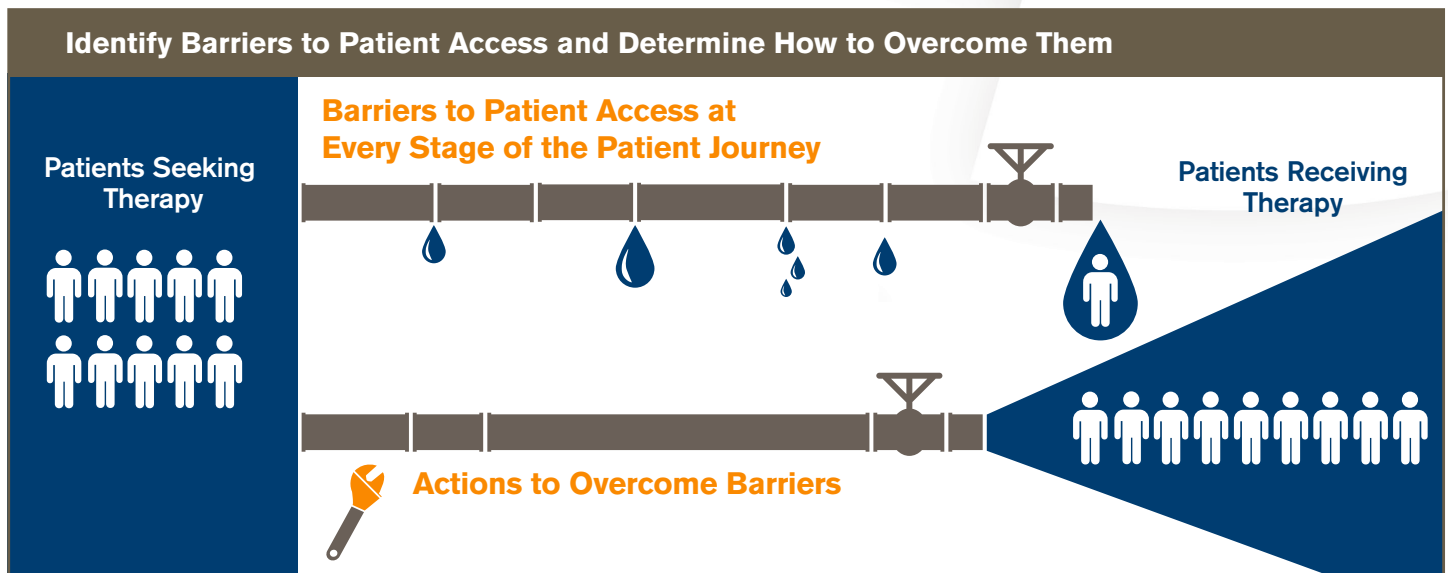 Identify Barriers to Patient Access and Determine How to Overcome Them
Patients Seeking
Therapy
Barriers to Patient Access at
Every Stage of the Patient Journey
Patients Receiving
Therapy
Actions to Overcome Barriers